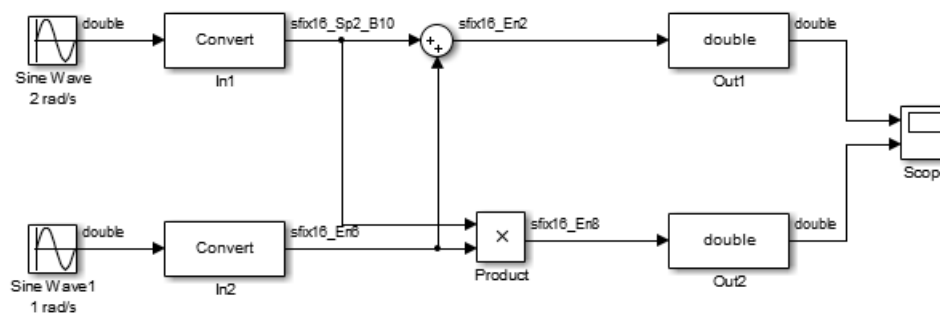 double
sfix16_Sp2_B10
sfix16_En2
double
Convert
double
Sine Wave
2 rad/s
In1
Out1
Scop
double
sfix16_En6
sfix16_En8
double
Convert
×
double
Sine Wave1
1 rad/s
In2
Product
Out2